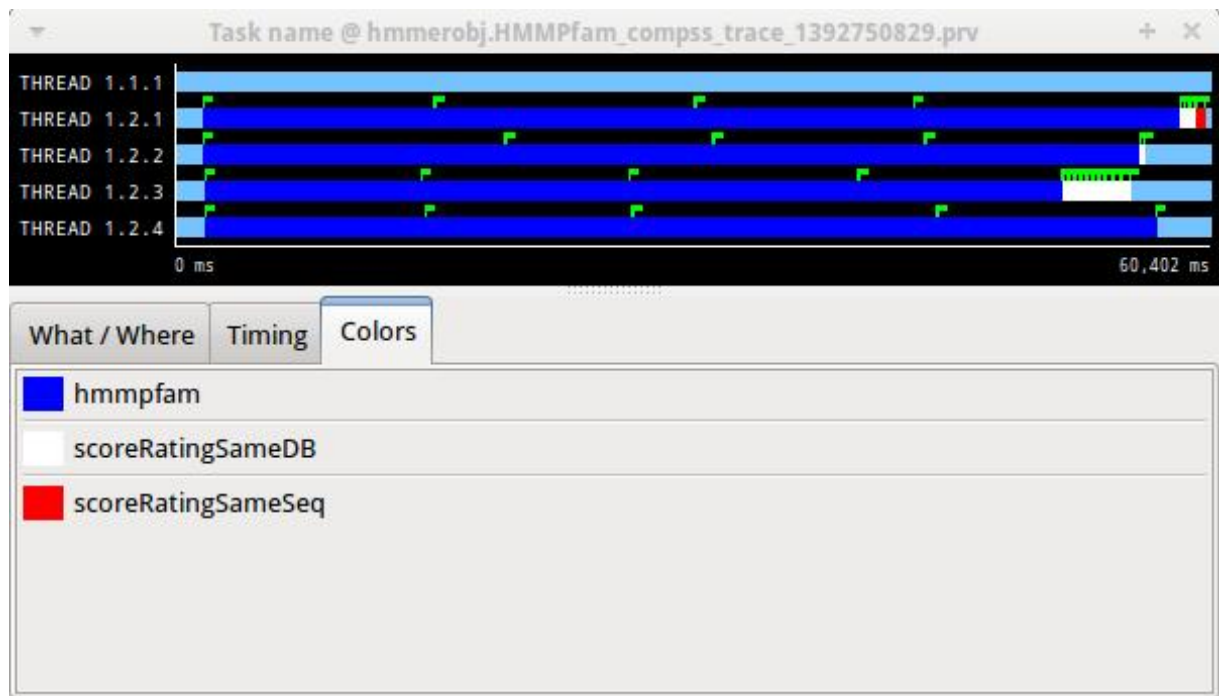 Task name @ hmmerobj.HMMPfam_compss_trace_1392750829.prv
THREAD 1.1.1
THREAD 1.2.1
THREAD 1.2.2
THREAD 1.2.3
THREAD 1.2.4
0 ms 60,402 ms
What / Where Timing Colors
hmmpfam
scoreRatingSameDB
scoreRatingSameSeq